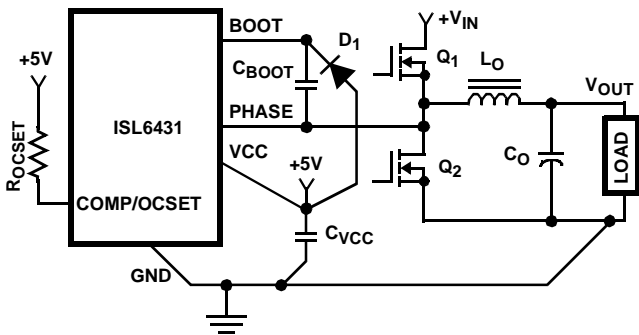 BOOT
D1
+VIN
+5V
CBOOT
Q1
LO
VOUT
PHASE
ISL6431
VCC
ROCSET
+5V
Q2
CO
LOAD
COMP/OCSET
CVCC
GND